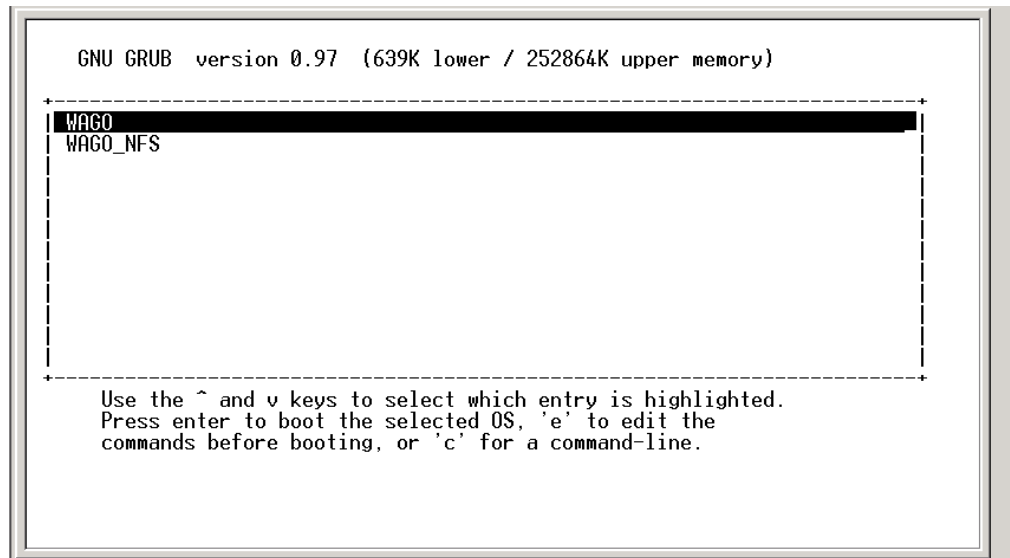 GNU GRUB version 0.97 (639K lower / 252864K upper memory)
WAGO
WAGO_NFS
Use the ^ and v keys to select which entry is highlighted.
Press enter to boot the selected OS, 'e' to edit the
commands before booting, or 'c' for a command-line.